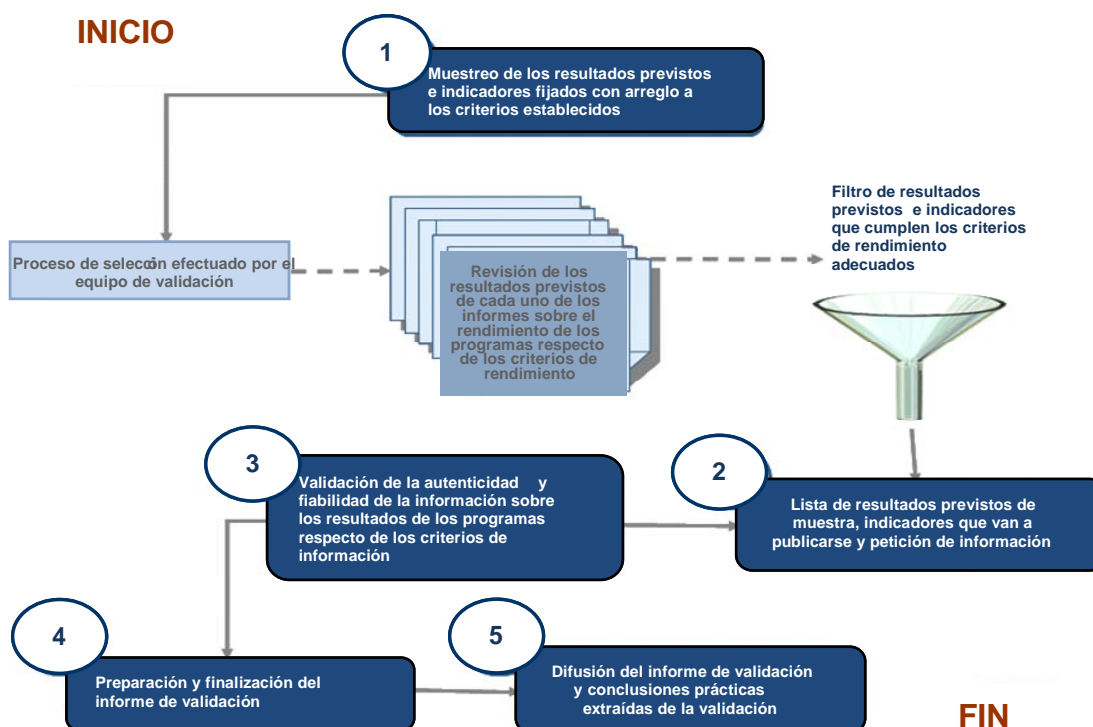 INICIO
1
Muestreo de los resultados previstos
e indicadores fijados con arreglo a
los criterios establecidos
Proceso de selección efectuado por el
equipo de validación
Revisión de los
resultados previstos
de cada uno de los
informes sobre el
rendimiento de los
programas respecto
de los criterios de
rendimiento
Filtro de resultados
previstos e indicadores
que cumplen los criterios
de rendimiento
adecuados
3
Validación de la autenticidad y
fiabilidad de la información sobre
los resultados de los programas
respecto de los criterios de
información
2
Lista de resultados previstos de
muestra, indicadores que van a
publicarse y petición de información
4
Preparación y finalización del
informe de validación
5
Difusión del informe de validación
y conclusiones prácticas
extraídas de la validación
FIN